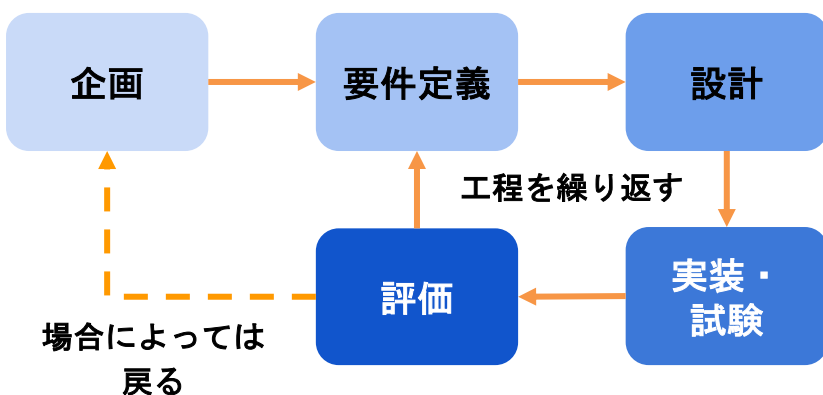 企画
要件定義
設計
工程を繰り返す
評価
実装・
試験
場合によっては
戻る